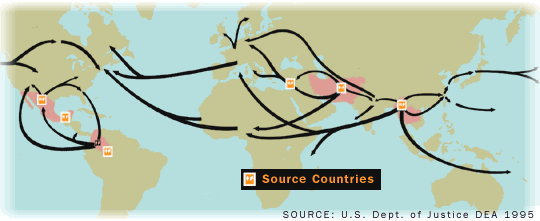 Source Countries
SOURCE: U.S. Dept. of Justice DEA 1995